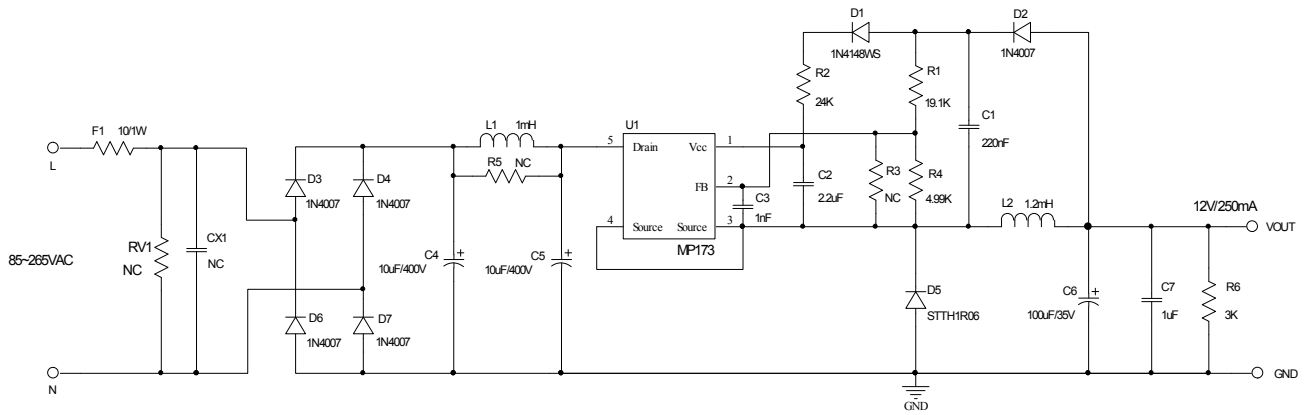 D1
1N4148WS
D2
1N4007
R2
24K
R1
19.1K
C1
220nF
F1 10/1W
L
L1 1mH
R5 NC
U1
5
Drain
Vcc
1
FB
2
4
Source
Source
3
MP173
C2
2.2uF
C3
1nF
R3
NC
R4
4.99K
L2 1.2mH
12V/250mA
VOUT
D3
1N4007
D4
1N4007
RV1
NC
CX1
NC
85~265VAC
C4
10uF/400V
C5
10uF/400V
D5
STTH1R06
C6
100uF/35V
C7
1uF
R6
3K
D6
1N4007
D7
1N4007
N
GND
GND
+
+
+